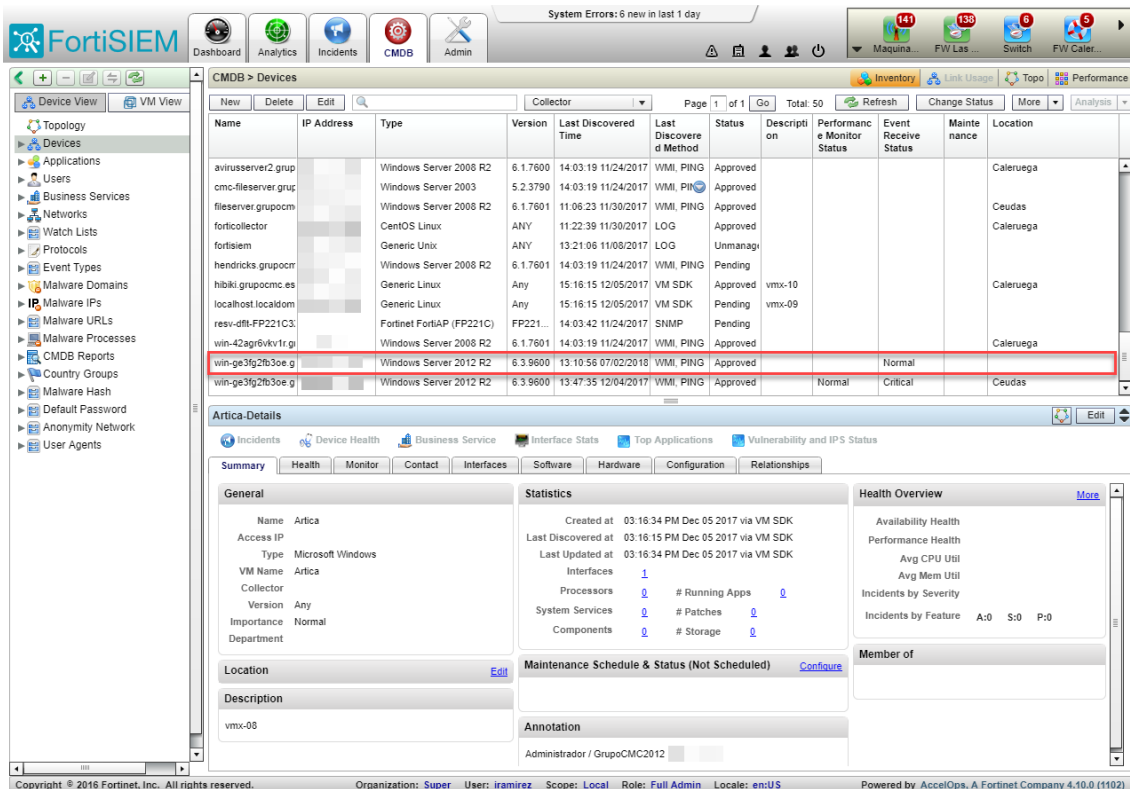 System Errors: 6 new in last 1 day
FortiSIEM
Dashboard Analytics Incidents CMDB Admin
141 138 6 5
Maquina... FW Las ... Switch FW Caler...
CMDB > Devices
Inventory Link Usage Topo Performance
Device View VM View
New Delete Edit Collector Page 1 of 1 Go Total: 50 Refresh Change Status More Analysis
Name IP Address Type Version Last Discovered Time Last Discovere d Method Status Descripti on Performanc e Monitor Status Event Receive Status Mainte nance Location
Topology
Devices
Applications
Users
Business Services
Networks
Watch Lists
Protocols
Event Types
Malware Domains
IP Malware IPs
Malware URLs
Malware Processes
CMDB Reports
Country Groups
Malware Hash
Default Password
Anonymity Network
User Agents
avirusserver2.grup Windows Server 2008 R2 6.1.7600 14:03:19 11/24/2017 WMI, PING Approved Caleruega
cmc-fileserver.grup Windows Server 2003 5.2.3790 14:03:19 11/24/2017 WMI, PIN Approved
fileserver.grupocm Windows Server 2008 R2 6.1.7601 11:06:23 11/30/2017 WMI, PING Approved Ceudas
forticollector CentOS Linux ANY 11:22:39 11/30/2017 LOG Approved Caleruega
fortisiem Generic Unix ANY 13:21:06 11/08/2017 LOG Unmanage
hendricks.grupocm Windows Server 2008 R2 6.1.7601 14:03:19 11/24/2017 WMI, PING Pending
hibiki.grupocmc.es Generic Linux Any 15:16:15 12/05/2017 VM SDK Approved vmx-10 Caleruega
localhost.localdom Generic Linux Any 15:16:15 12/05/2017 VM SDK Pending vmx-09
resv-dflt-FP221C3 Fortinet FortiAP (FP221C) FP221... 14:03:42 11/24/2017 SNMP Pending
win-42agr6vkv1r.gr Windows Server 2008 R2 6.1.7601 14:03:19 11/24/2017 WMI, PING Approved Caleruega
win-ge3fg2fb3oe.g Windows Server 2012 R2 6.3.9600 13:10:56 07/02/2018 WMI, PING Approved Normal
win-ge3fg2fb3oe.g Windows Server 2012 R2 6.3.9600 13:47:35 12/04/2017 WMI, PING Approved Normal Critical Ceudas
Artica-Details Edit
Incidents Device Health Business Service Interface Stats Top Applications Vulnerability and IPS Status
Summary Health Monitor Contact Interfaces Software Hardware Configuration Relationships
General
Name Artica
Access IP
Type Microsoft Windows
VM Name Artica
Collector
Version Any
Importance Normal
Department
Location Edit
Description
vmx-08
Statistics
Created at 03:16:34 PM Dec 05 2017 via VM SDK
Last Discovered at 03:16:15 PM Dec 05 2017 via VM SDK
Last Updated at 03:16:34 PM Dec 05 2017 via VM SDK
Interfaces 1
Processors 0 # Running Apps 0
System Services 0 # Patches 0
Components 0 # Storage 0
Maintenance Schedule & Status (Not Scheduled) Configure
Annotation
Administrador / GrupoCMC2012
Health Overview More
Availability Health
Performance Health
Avg CPU Util
Avg Mem Util
Incidents by Severity
Incidents by Feature A:0 S:0 P:0
Member of
Copyright © 2016 Fortinet, Inc. All rights reserved. Organization: Super User: iramirez Scope: Local Role: Full Admin Locale: en:US Powered by AccelOps, A Fortinet Company 4.10.0 (1102)